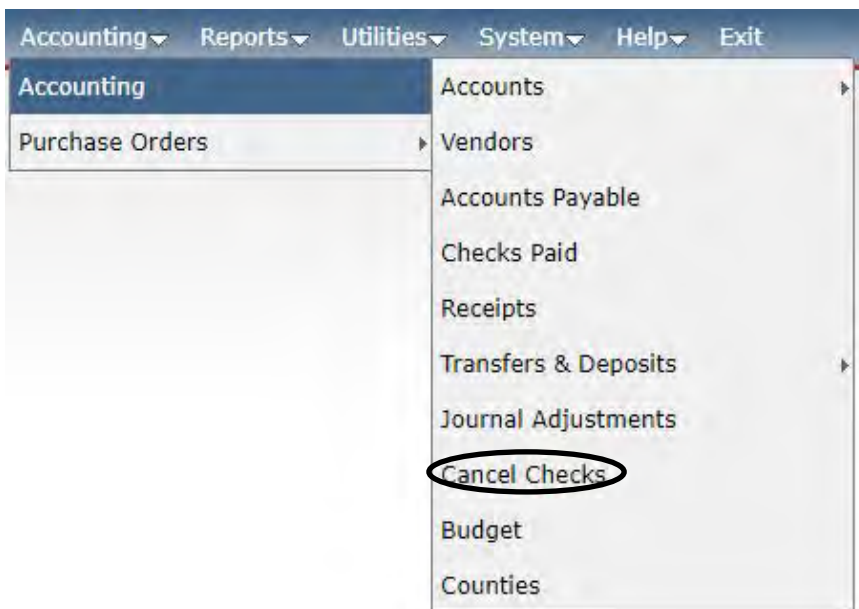 Accounting Reports Utilities System Help Exit
Accounting
Purchase Orders
Accounts
Vendors
Accounts Payable
Checks Paid
Receipts
Transfers & Deposits
Journal Adjustments
Cancel Checks
Budget
Counties